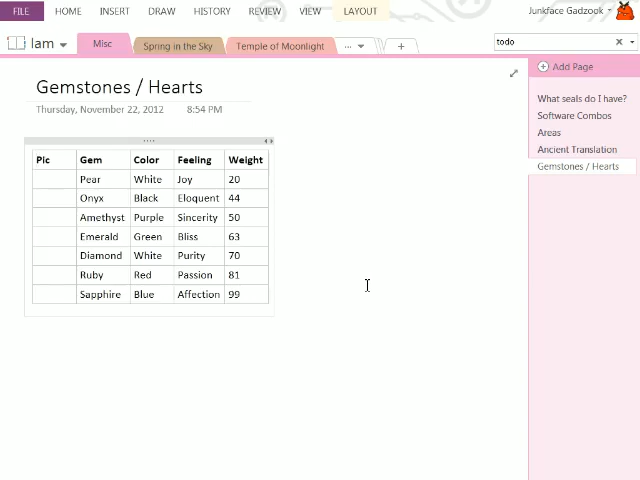 FILE HOME INSERT DRAW HISTORY REVIEW VIEW LAYOUT Junkface Gadzook
Iam Misc Spring in the Sky Temple of Moonlight ... + todo
Add Page
Gemstones / Hearts
Thursday, November 22, 2012 8:54 PM
What seals do I have?
Software Combos
Areas
Ancient Translation
Gemstones / Hearts
Pic Gem Color Feeling Weight
Pear White Joy 20
Onyx Black Eloquent 44
Amethyst Purple Sincerity 50
Emerald Green Bliss 63
Diamond White Purity 70
Ruby Red Passion 81
Sapphire Blue Affection 99